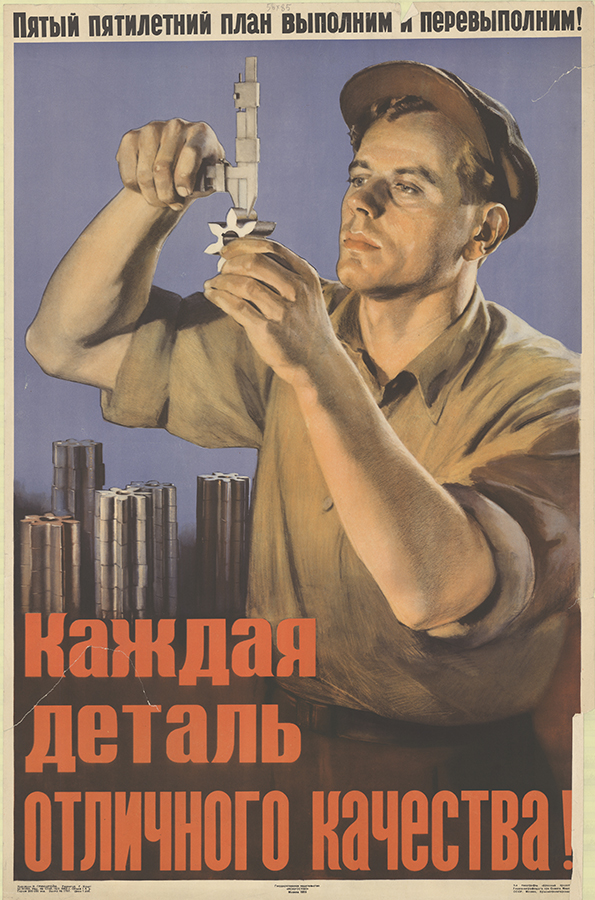 Пятый пятилетний план выполним и перевыполним!
Каждая
деталь
отличного качества!